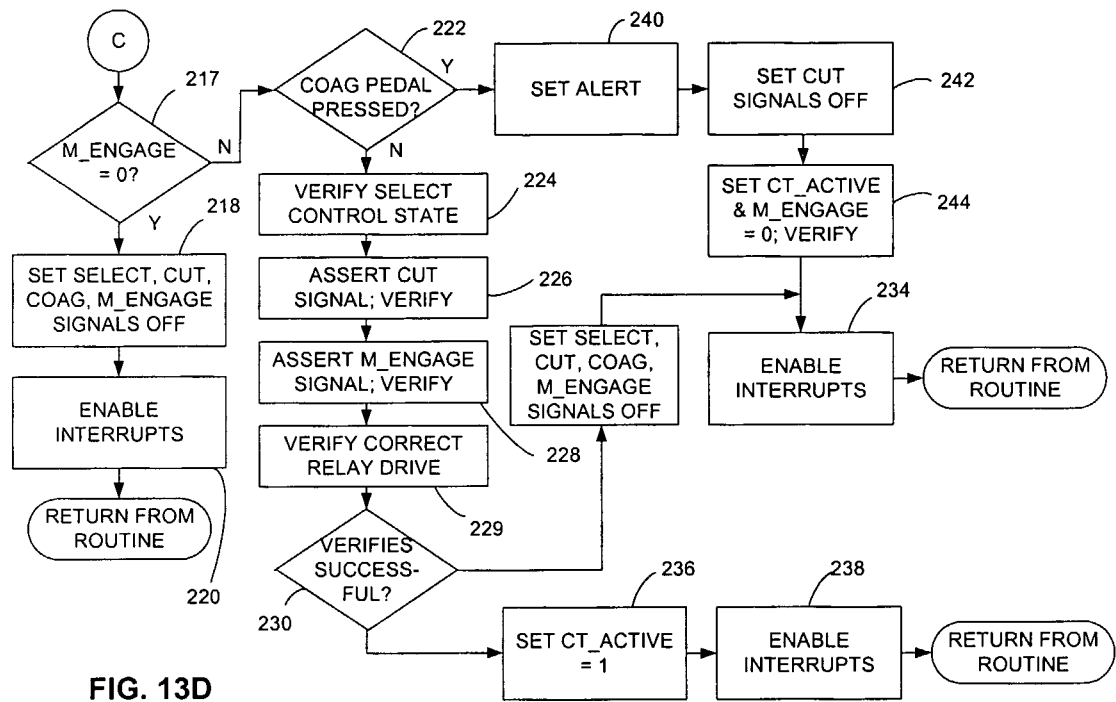 C
217
M_ENGAGE
= 0?
N
Y
218
SET SELECT, CUT,
COAG, M_ENGAGE
SIGNALS OFF
ENABLE
INTERRUPTS
220
RETURN FROM
ROUTINE
222
COAG PEDAL
PRESSED?
Y
N
VERIFY SELECT
CONTROL STATE
224
ASSERT CUT
SIGNAL; VERIFY
226
ASSERT M_ENGAGE
SIGNAL; VERIFY
228
VERIFY CORRECT
RELAY DRIVE
229
VERIFIES
SUCCESS-
FUL?
230
240
SET ALERT
SET CUT
SIGNALS OFF
242
SET CT_ACTIVE
& M_ENGAGE
= 0; VERIFY
244
SET SELECT,
CUT, COAG,
M_ENGAGE
SIGNALS OFF
234
ENABLE
INTERRUPTS
RETURN FROM
ROUTINE
236
SET CT_ACTIVE
= 1
238
ENABLE
INTERRUPTS
RETURN FROM
ROUTINE
FIG. 13D